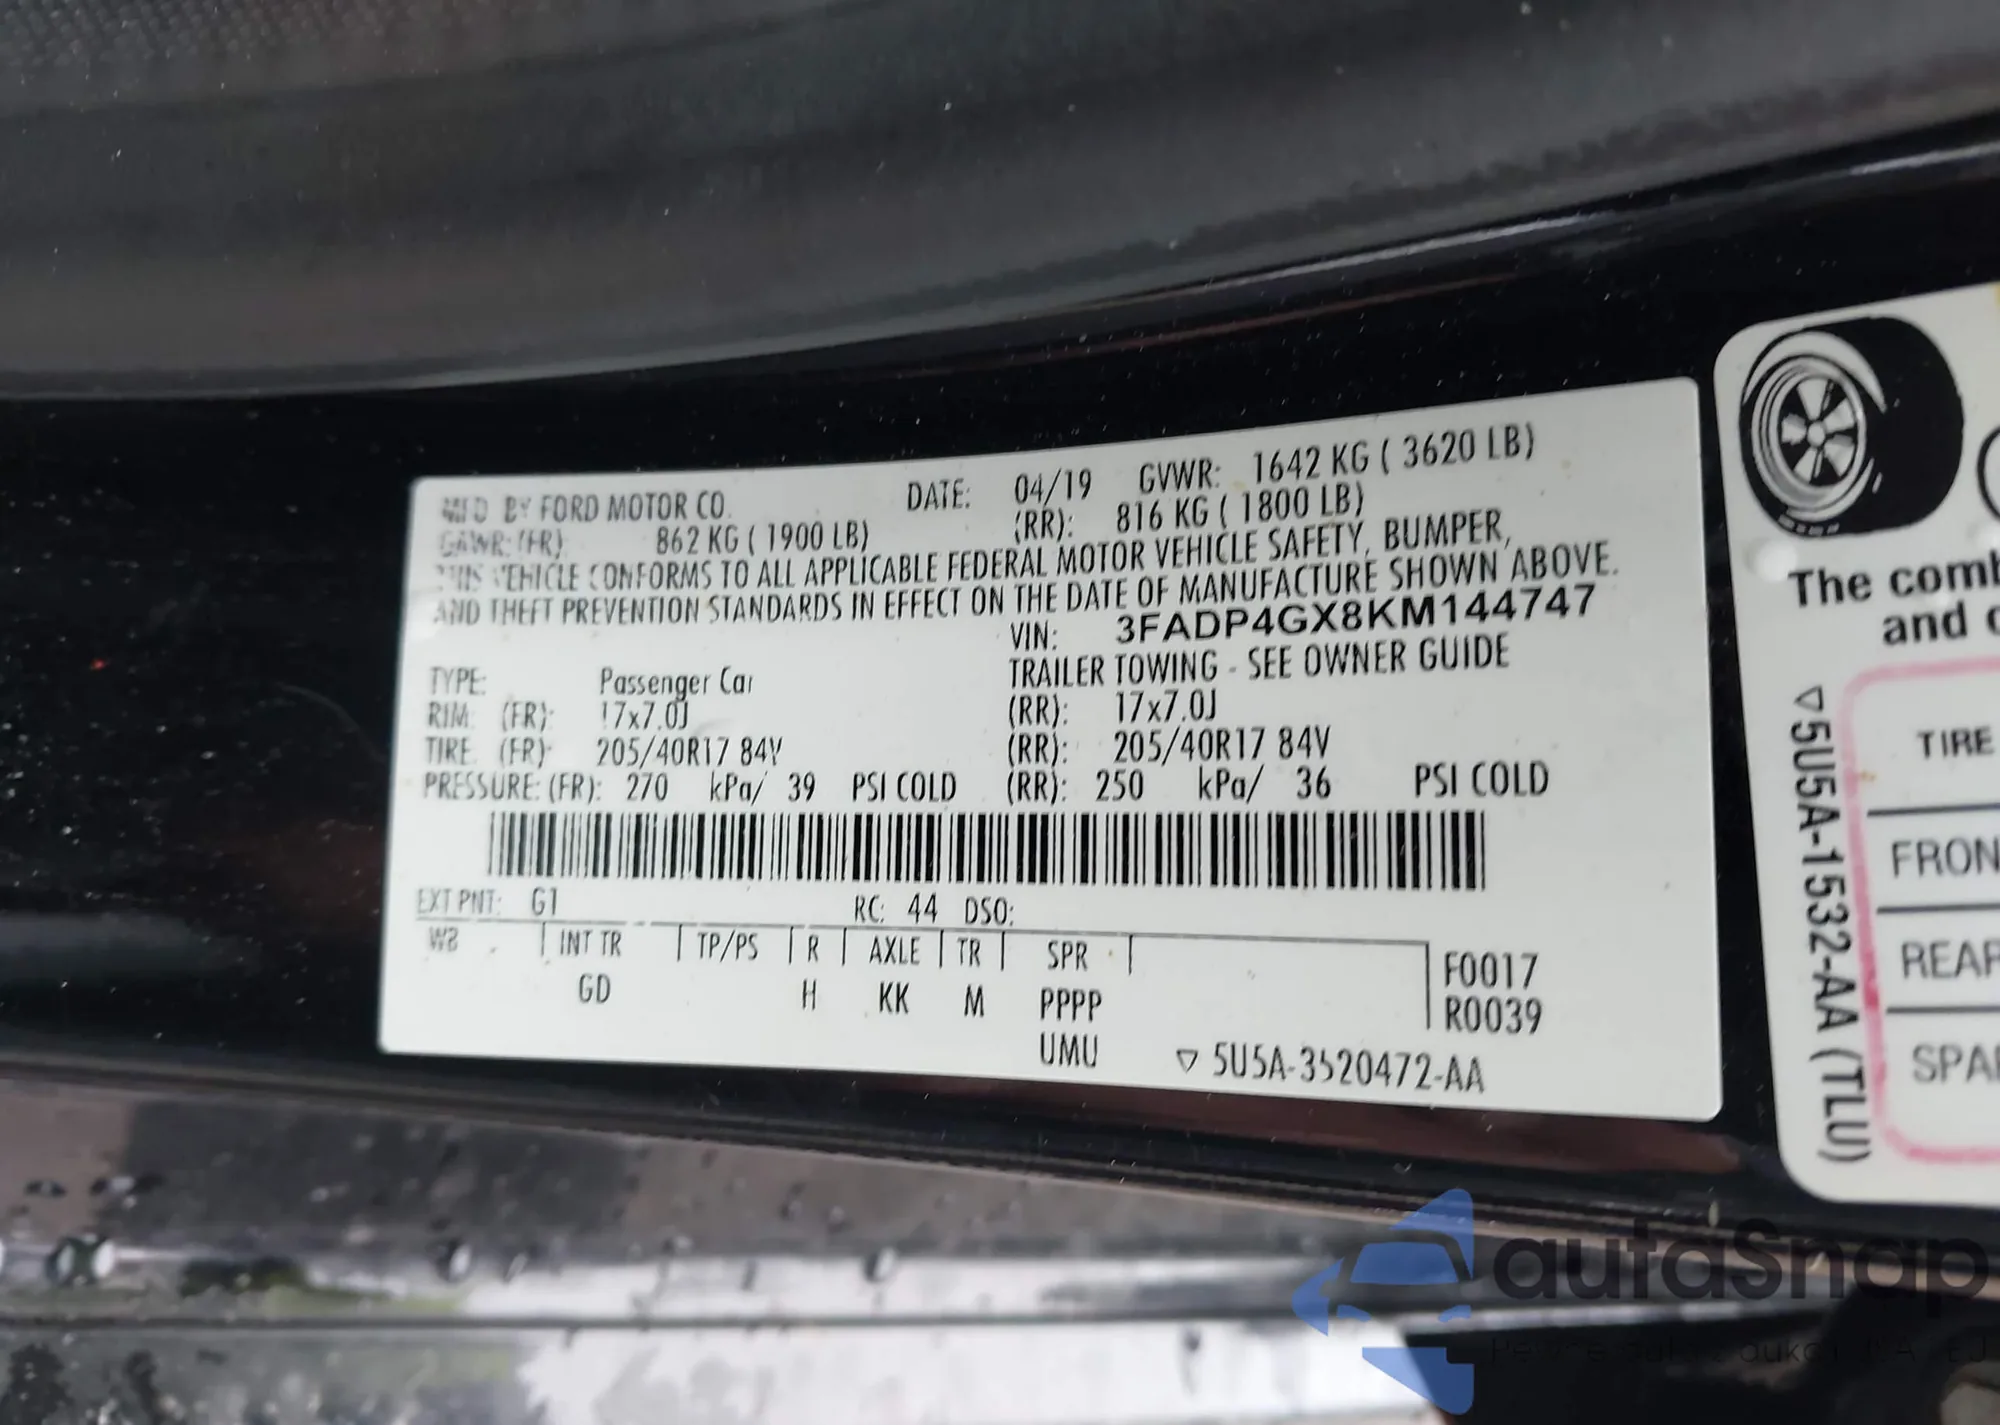 MFD BY FORD MOTOR CO. DATE: 04/19 GVWR: 1642 KG ( 3620 LB)
GAWR: (FR): 862 KG ( 1900 LB) (RR): 816 KG ( 1800 LB)
THIS VEHICLE CONFORMS TO ALL APPLICABLE FEDERAL MOTOR VEHICLE SAFETY, BUMPER,
AND THEFT PREVENTION STANDARDS IN EFFECT ON THE DATE OF MANUFACTURE SHOWN ABOVE.
VIN: 3FADP4GX8KM144747
TYPE: Passenger Car TRAILER TOWING - SEE OWNER GUIDE
RIM: (FR): 17x7.0J (RR): 17x7.0J
TIRE: (FR): 205/40R17 84V (RR): 205/40R17 84V
PRESSURE: (FR): 270 kPa/ 39 PSI COLD (RR): 250 kPa/ 36 PSI COLD
EXT PNT: G1 RC: 44 DSO:
WB INT TR TP/PS R AXLE TR SPR
GD H KK M PPPP
UMU
F0017
R0039
▽ 5U5A-3520472-AA
The comb
and
▽5U5A-1532-AA (TLU)
TIRE
FRON
REAR
SPAR
autaSnap